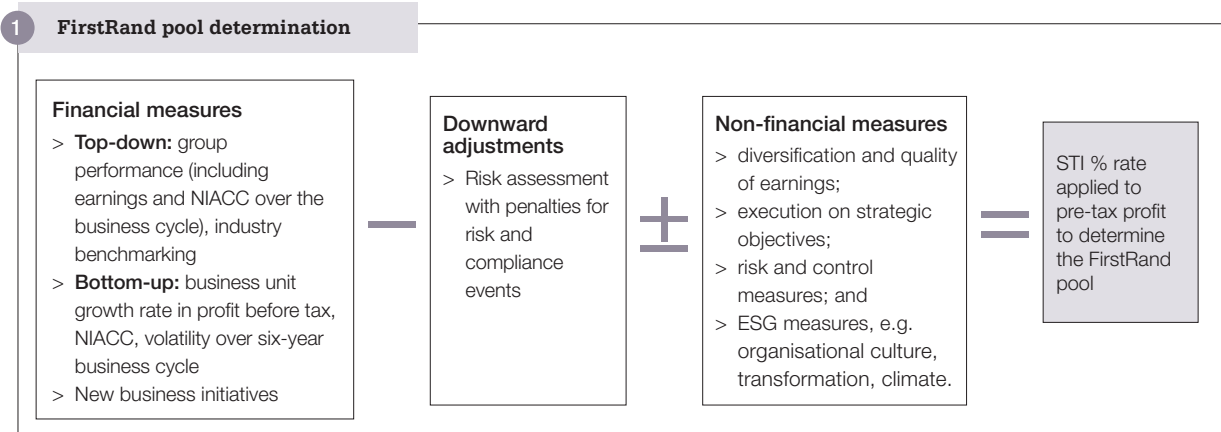 1 FirstRand pool determination
Financial measures
> Top-down: group
performance (including
earnings and NIACC over the
business cycle), industry
benchmarking
> Bottom-up: business unit
growth rate in profit before tax,
NIACC, volatility over six-year
business cycle
> New business initiatives
—
Downward
adjustments
> Risk assessment
with penalties for
risk and
compliance
events
±
Non-financial measures
> diversification and quality
of earnings;
> execution on strategic
objectives;
> risk and control
measures; and
> ESG measures, e.g.
organisational culture,
transformation, climate.
=
STI % rate
applied to
pre-tax profit
to determine
the FirstRand
pool